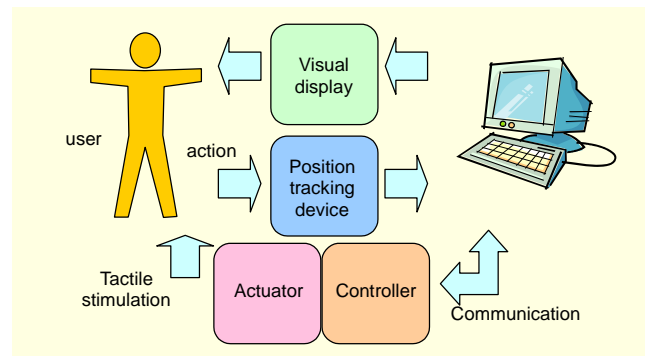 Visual
display
user
action
Position
tracking
device
Tactile
stimulation
Actuator
Controller
Communication